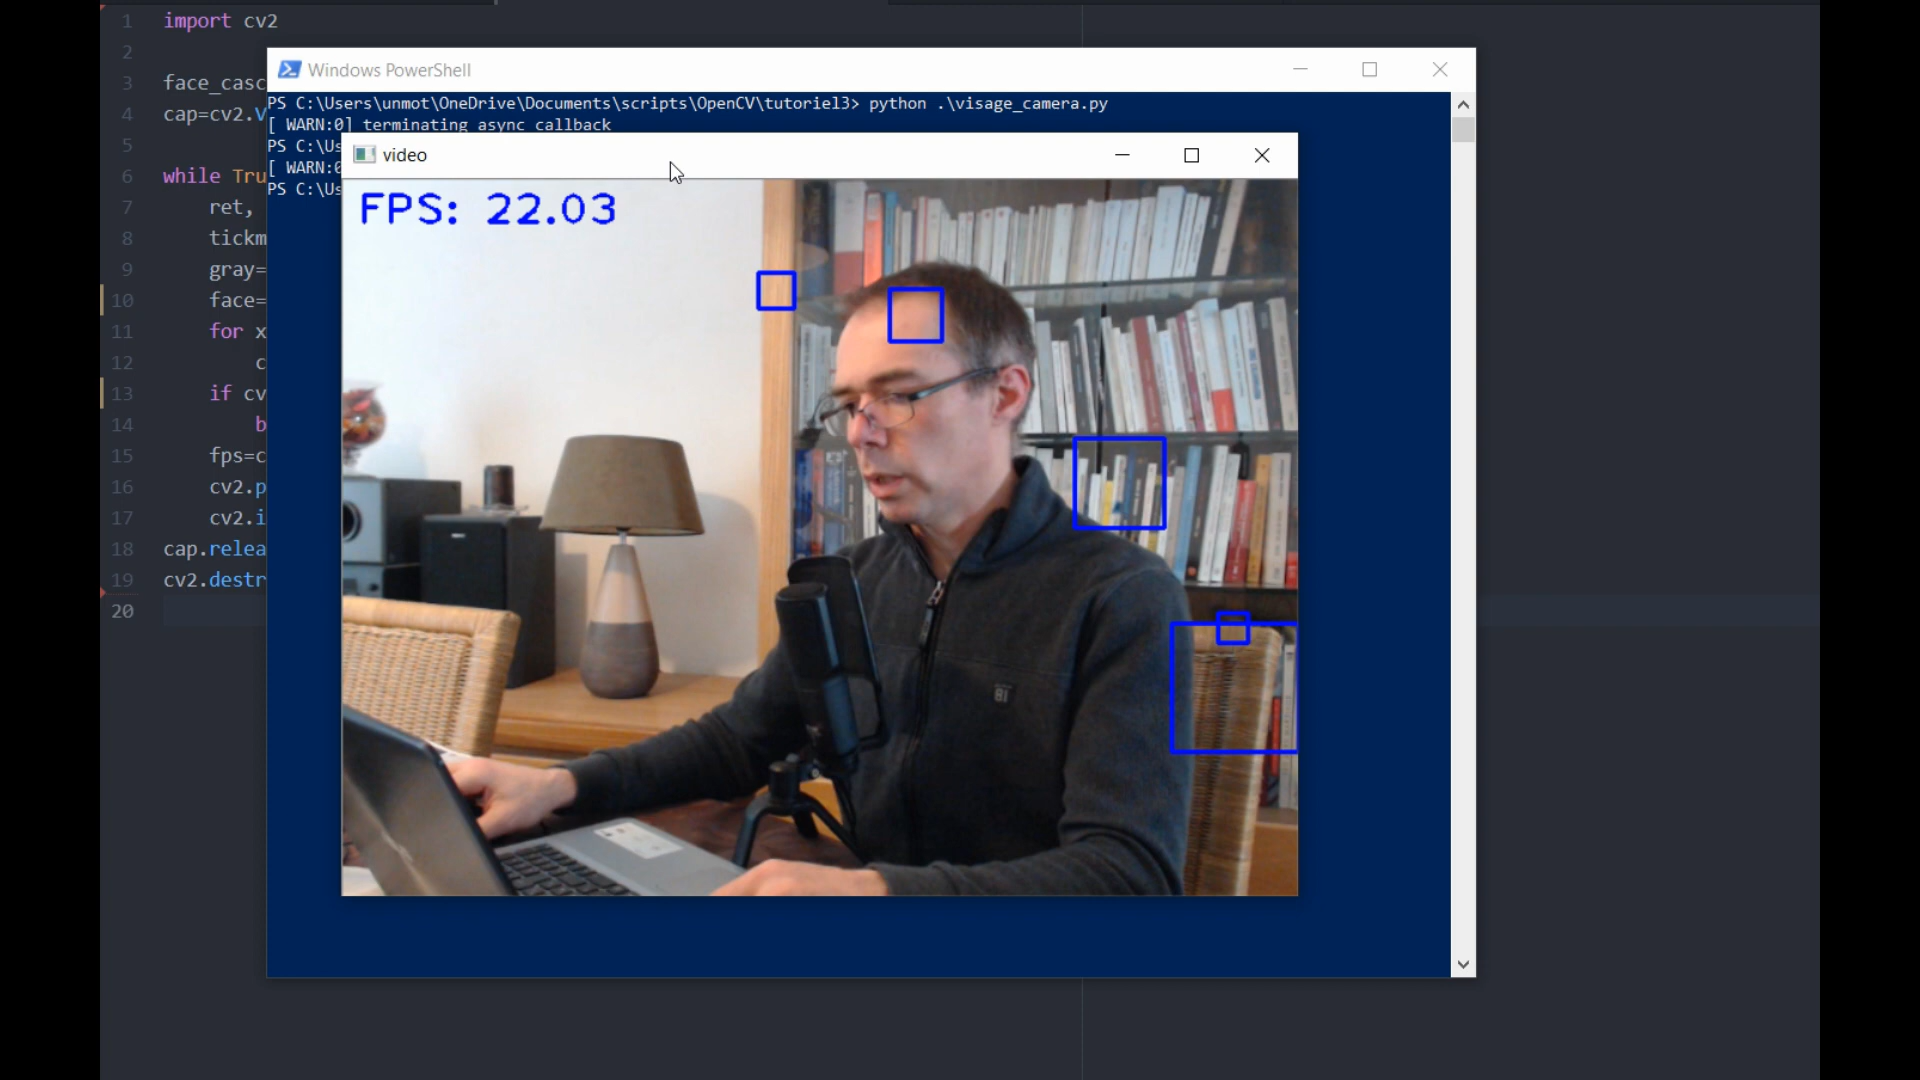 1 import cv2
2
Windows PowerShell
3 face_casc
PS C:\Users\unmot\OneDrive\Documents\scripts\OpenCV\tutoriel3> python .\visage_camera.py
4 cap=cv2.V
[ WARN:0] terminating async callback
5
PS C:\Us
video
[ WARN:0
6 while Tru
PS C:\Us
FPS: 22.03
7 ret,
8 tickm
9 gray=
10 face=
11 for x
12 c
13 if cv
14 b
15 fps=c
16 cv2.p
17 cv2.i
18 cap.relea
19 cv2.destr
20
81